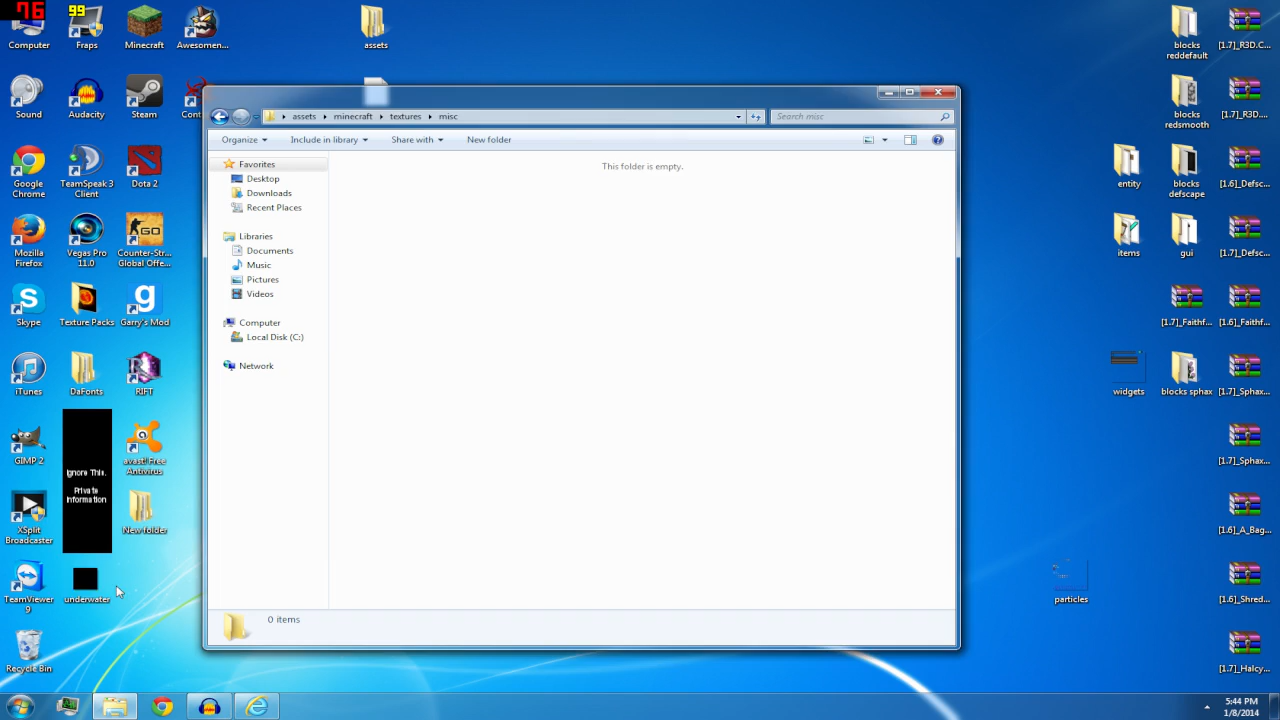 76
99
Computer
Fraps
Minecraft
Awesomen...
assets
Sound
Audacity
Steam
Google
Chrome
TeamSpeak 3
Client
Dota 2
Mozilla
Firefox
Vegas Pro
11.0
Counter-Str...
Global Offe...
Skype
Texture Packs
Garry's Mod
iTunes
DaFonts
RIFT
GIMP 2
Ignore This.
Private
Information
avast! Free
Antivirus
XSplit
Broadcaster
New folder
TeamViewer
9
underwater
Recycle Bin
assets
minecraft
textures
misc
Search misc
Organize
Include in library
Share with
New folder
Favorites
Desktop
Downloads
Recent Places
Libraries
Documents
Music
Pictures
Videos
Computer
Local Disk (C:)
Network
This folder is empty.
0 items
blocks
reddefault
[1.7]_R3D.C...
blocks
redsmooth
[1.7]_R3D....
entity
blocks
defscape
[1.6]_Defsc...
items
gui
[1.7]_Defsc...
[1.7]_Faithf...
[1.6]_Faithf...
widgets
blocks sphax
[1.7]_Sphax...
[1.7]_Sphax...
[1.6]_A_Bag...
particles
[1.6]_Shred...
[1.7]_Halcy...
5:44 PM
1/8/2014